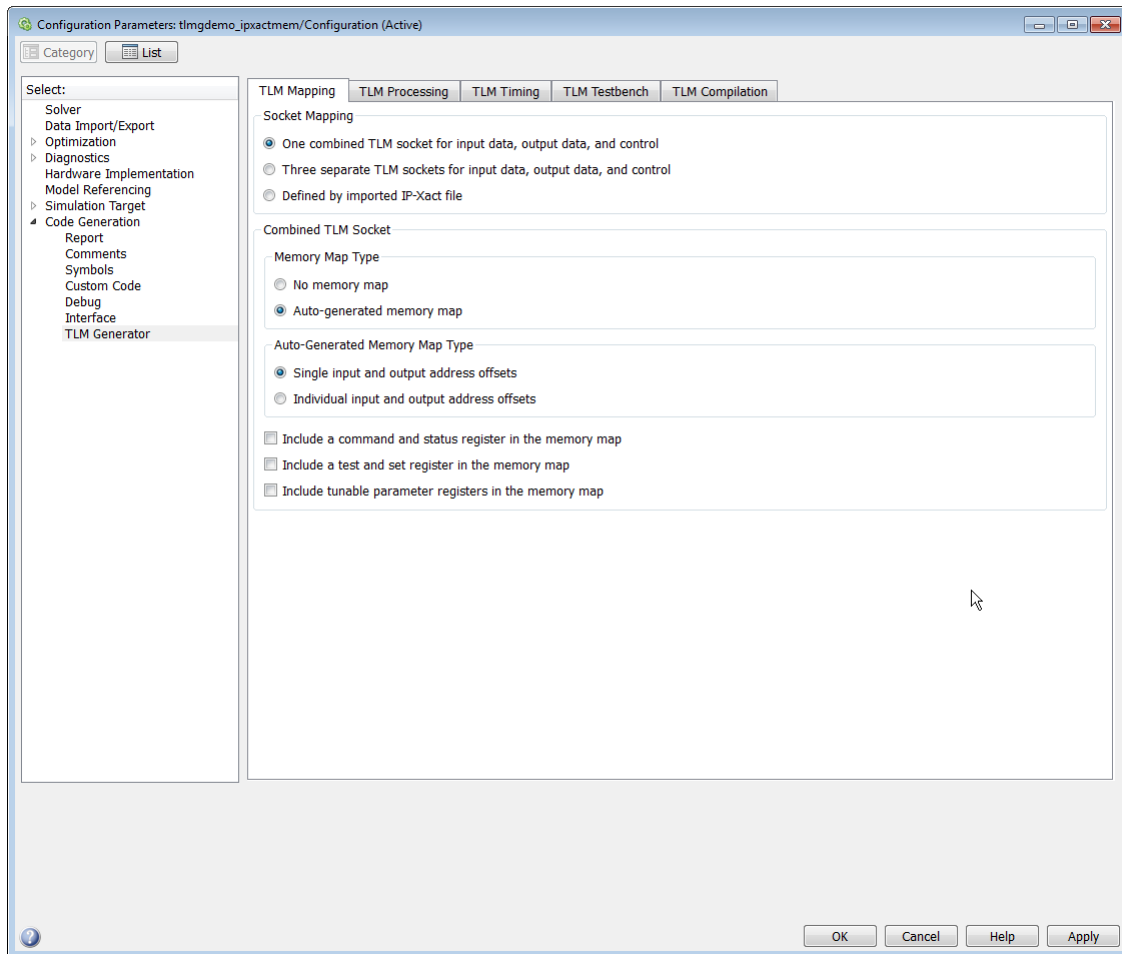 Configuration Parameters: tlmgdemo_ipxactmem/Configuration (Active)
Category
List
Select:
Solver
Data Import/Export
Optimization
Diagnostics
Hardware Implementation
Model Referencing
Simulation Target
Code Generation
Report
Comments
Symbols
Custom Code
Debug
Interface
TLM Generator
TLM Mapping TLM Processing TLM Timing TLM Testbench TLM Compilation
Socket Mapping
One combined TLM socket for input data, output data, and control
Three separate TLM sockets for input data, output data, and control
Defined by imported IP-Xact file
Combined TLM Socket
Memory Map Type
No memory map
Auto-generated memory map
Auto-Generated Memory Map Type
Single input and output address offsets
Individual input and output address offsets
Include a command and status register in the memory map
Include a test and set register in the memory map
Include tunable parameter registers in the memory map
?
OK Cancel Help Apply